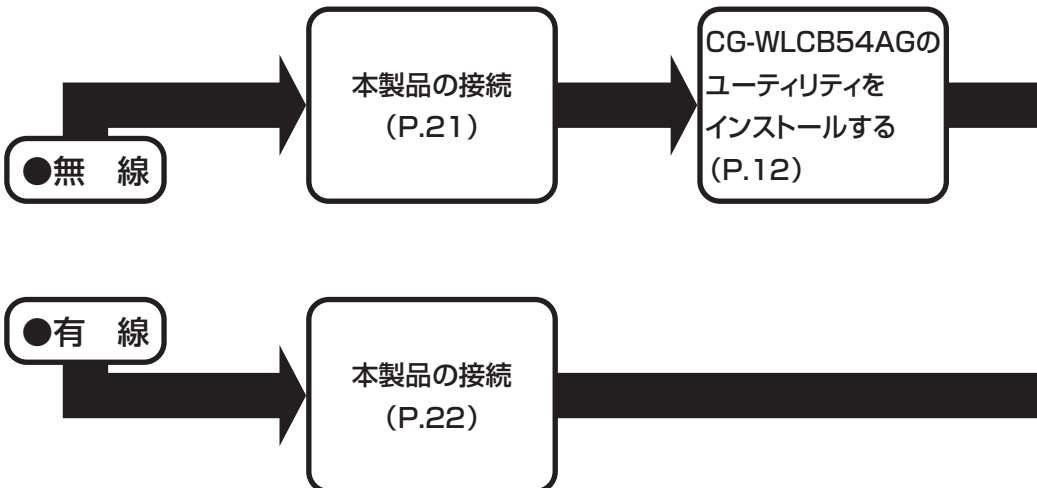 ●無　線
本製品の接続
（P.21）
CG-WLCB54AGの
ユーティリティを
インストールする
（P.12）
●有　線
本製品の接続
（P.22）